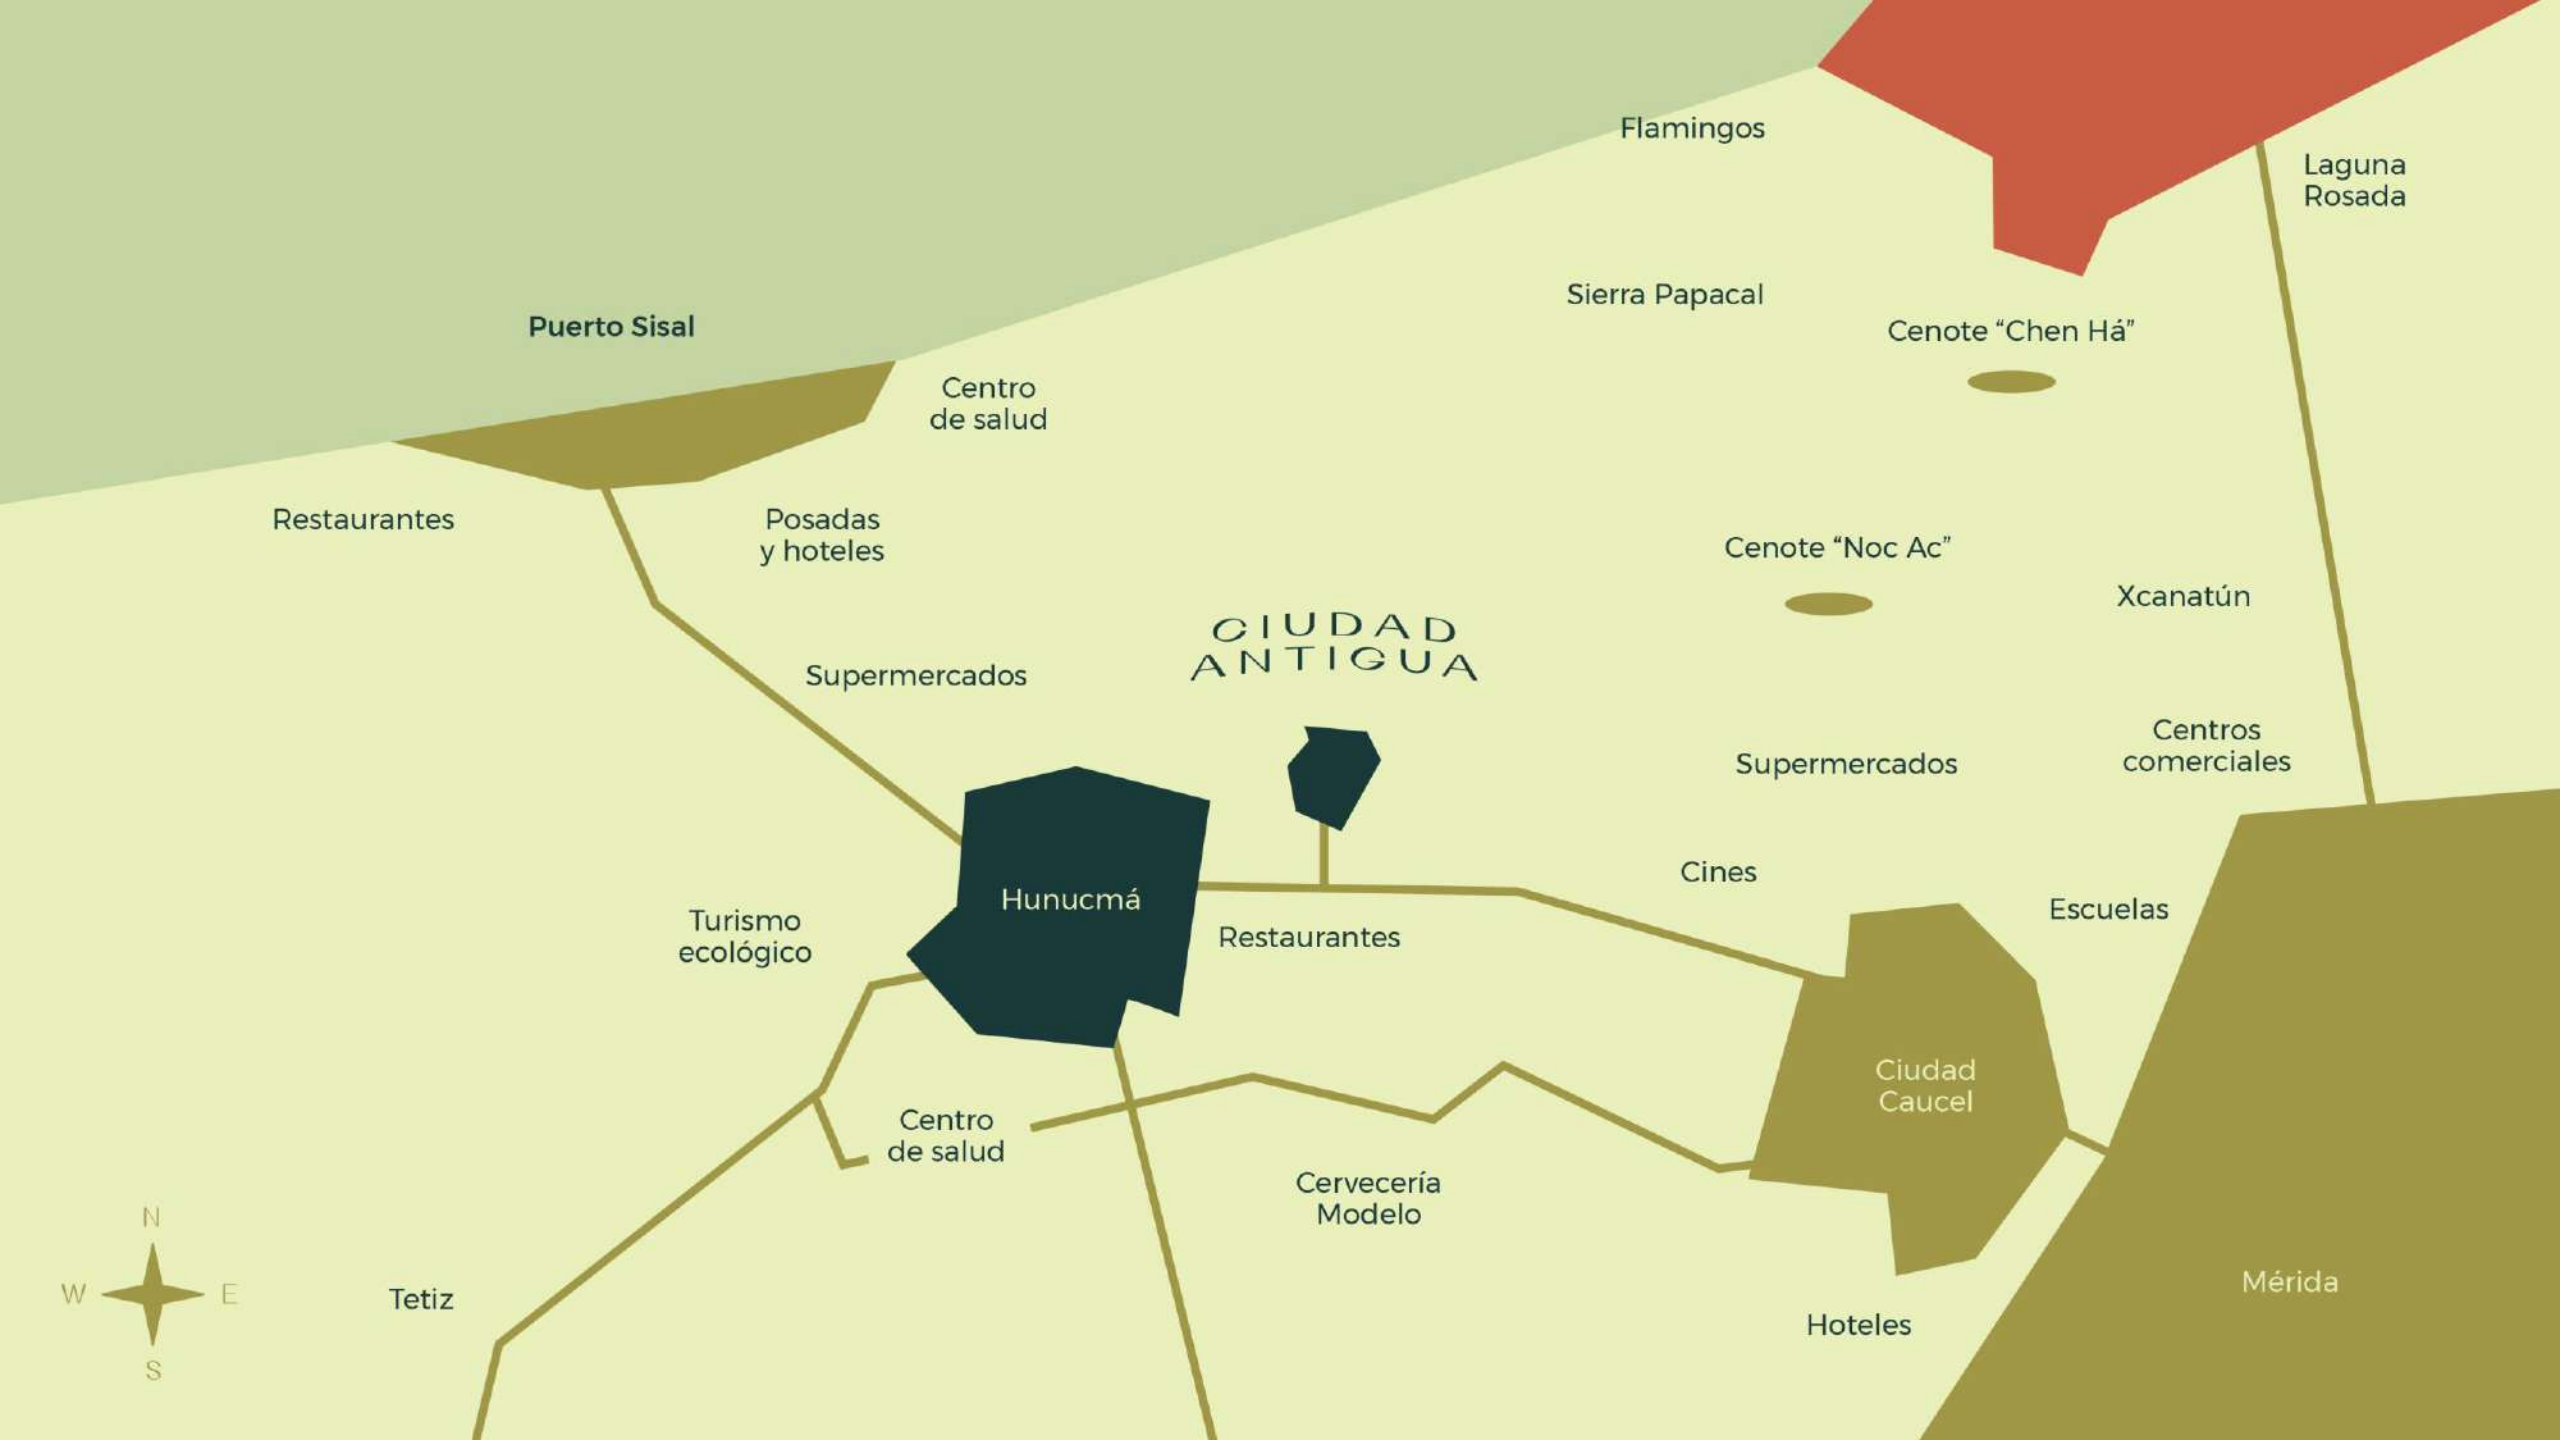 Flamingos
Laguna
Rosada
Sierra Papacal
Puerto Sisal
Cenote “Chen Há”
Centro
de salud
Restaurantes
Posadas
y hoteles
Cenote “Noc Ac”
Xcanatún
CIUDAD
ANTIGUA
Supermercados
Centros
comerciales
Supermercados
Cines
Hunucmá
Escuelas
Turismo
ecológico
Restaurantes
Ciudad
Caucel
Centro
de salud
Cervecería
Modelo
N
W
E
S
Tetiz
Mérida
Hoteles